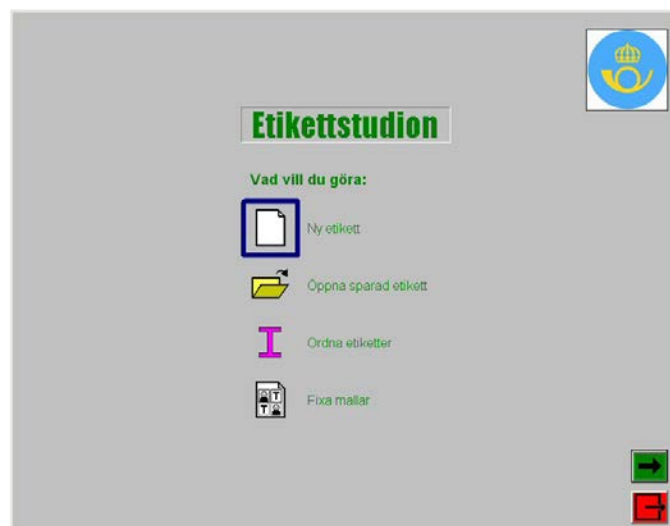 Etikettstudion
Vad vill du göra:
Ny etikett
Öppna sparad etikett
Ordna etiketter
Fixa mallar